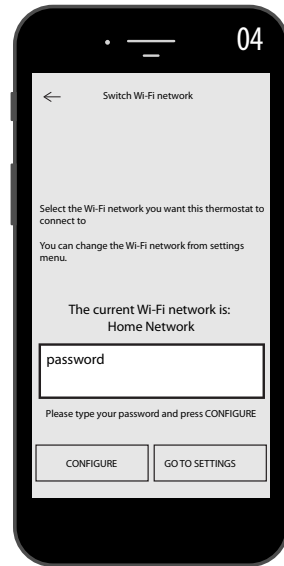 04
Switch Wi-Fi network
Select the Wi-Fi network you want this thermostat to
connect to
You can change the Wi-Fi network from settings
menu.
The current Wi-Fi network is:
Home Network
password
Please type your password and press CONFIGURE
CONFIGURE
GO TO SETTINGS